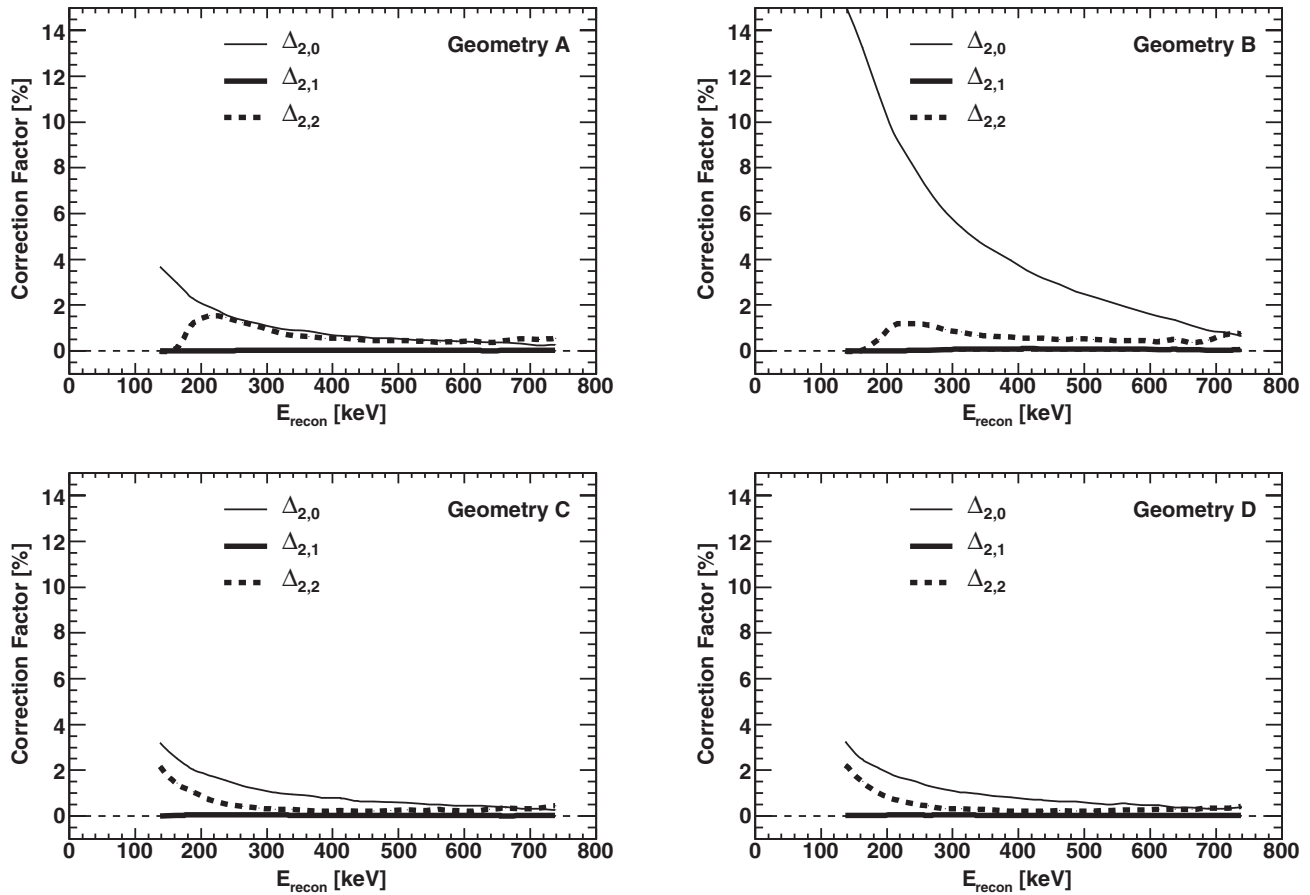 Geometry A
Δ2,0
Δ2,1
Δ2,2
Correction Factor [%]
14
12
10
8
6
4
2
0
0 100 200 300 400 500 600 700 800
Erecon [keV]
Geometry B
Δ2,0
Δ2,1
Δ2,2
Correction Factor [%]
14
12
10
8
6
4
2
0
0 100 200 300 400 500 600 700 800
Erecon [keV]
Geometry C
Δ2,0
Δ2,1
Δ2,2
Correction Factor [%]
14
12
10
8
6
4
2
0
0 100 200 300 400 500 600 700 800
Erecon [keV]
Geometry D
Δ2,0
Δ2,1
Δ2,2
Correction Factor [%]
14
12
10
8
6
4
2
0
0 100 200 300 400 500 600 700 800
Erecon [keV]